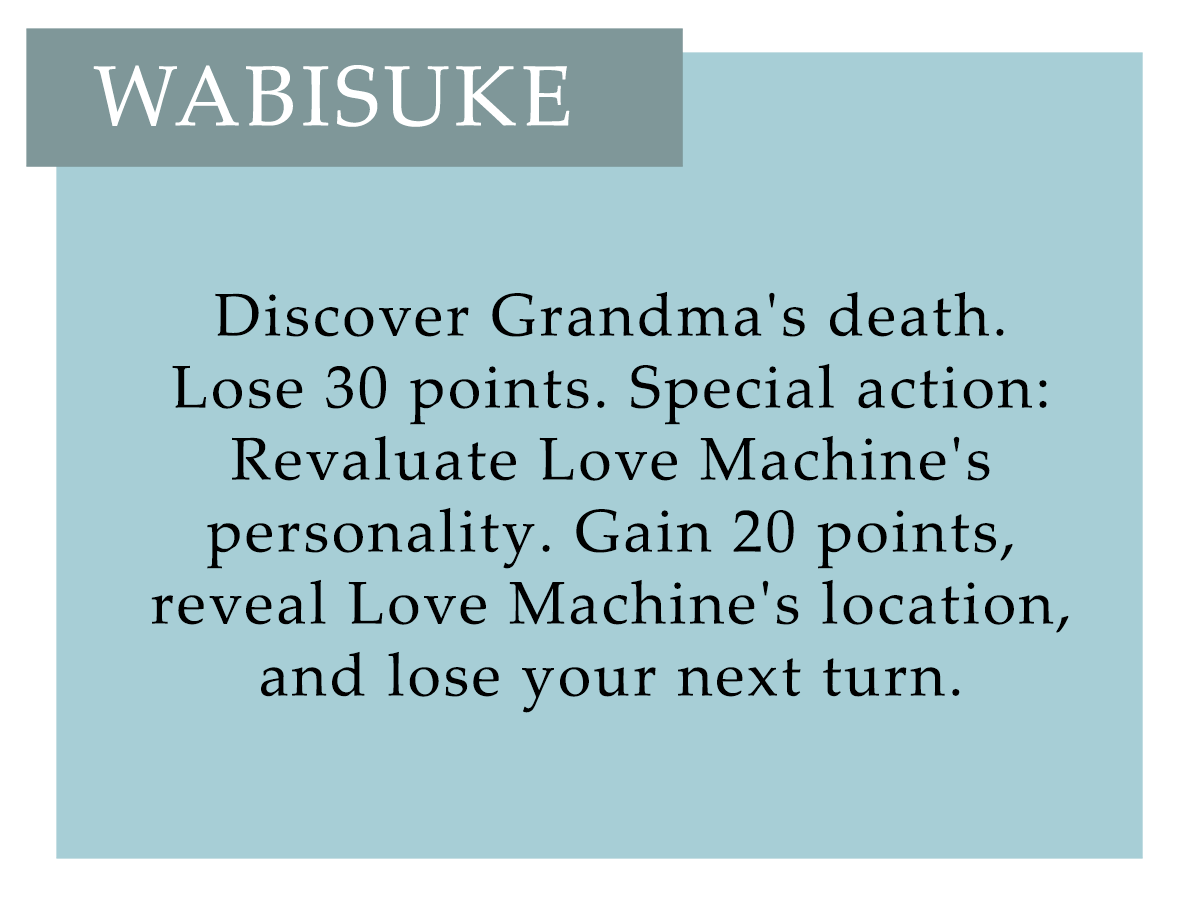 WABISUKE
Discover Grandma's death.
Lose 30 points. Special action:
Revaluate Love Machine's
personality. Gain 20 points,
reveal Love Machine's location,
and lose your next turn.